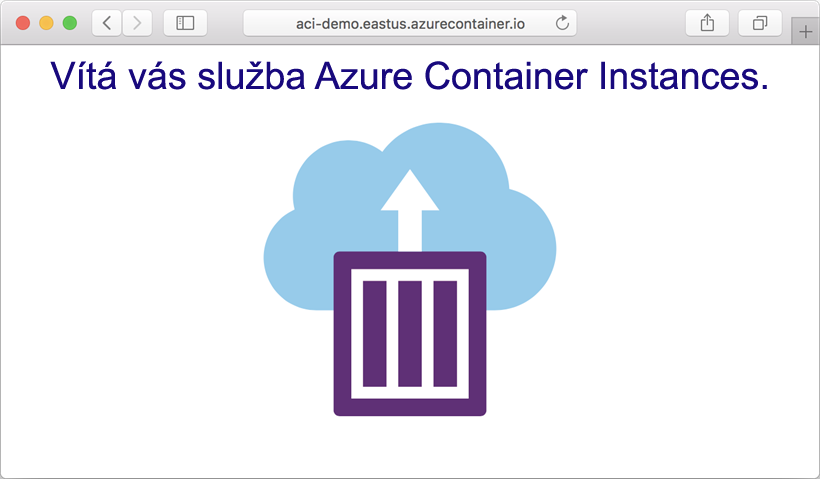 aci-demo.eastus.azurecontainer.io
Vítá vás služba Azure Container Instances.